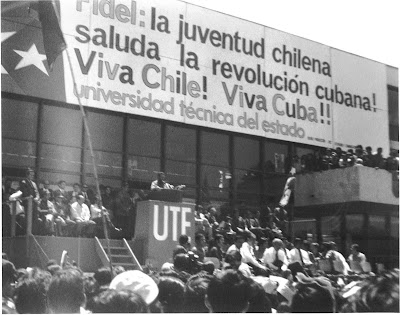 Fidel: la juventud chilena
saluda la revolución cubana!
Viva Chile! Viva Cuba!!
universidad técnica del estado
UTE